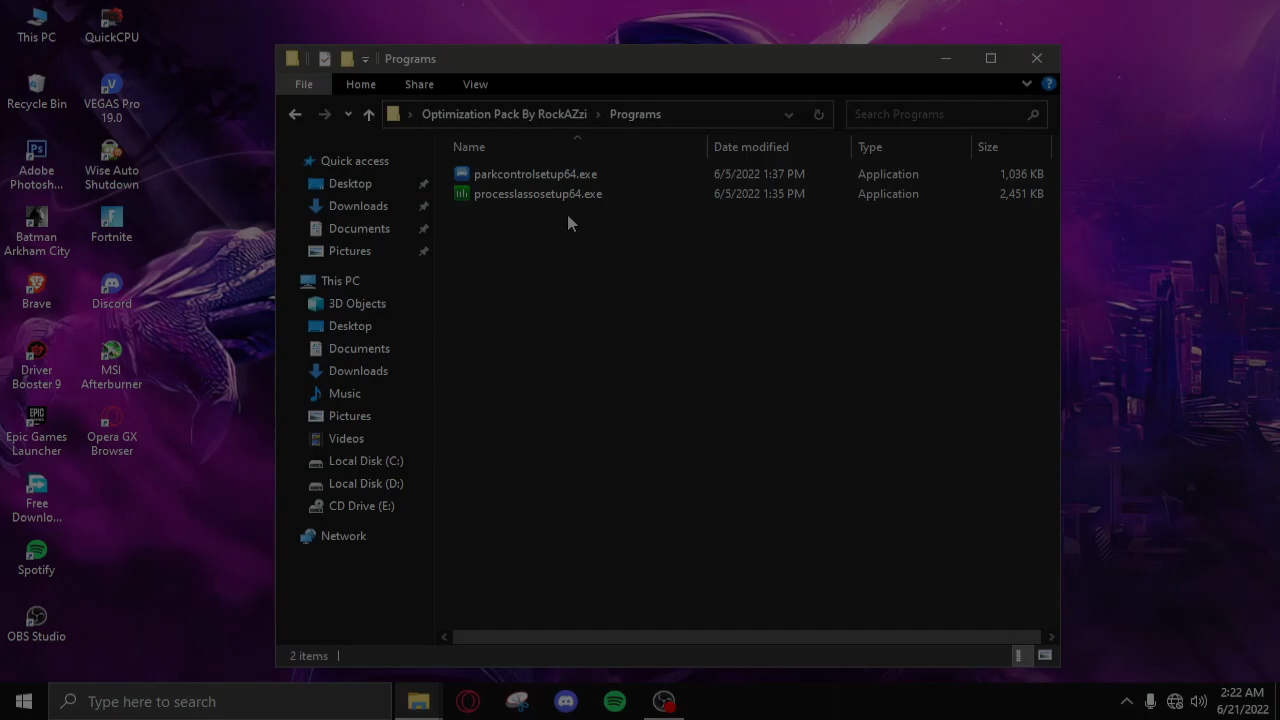 This PC
QuickCPU
Recycle Bin
VEGAS Pro
19.0
Adobe
Photosh...
Wise Auto
Shutdown
Batman
Arkham City
Fortnite
Brave
Discord
Driver
Booster 9
MSI
Afterburner
Epic Games
Launcher
Opera GX
Browser
Free
Downlo...
Spotify
OBS Studio
Programs
File
Home
Share
View
Optimization Pack By RockAZzi
Programs
Search Programs
Name
Date modified
Type
Size
parkcontrolsetup64.exe 6/5/2022 1:37 PM Application 1,036 KB
processlassosetup64.exe 6/5/2022 1:35 PM Application 2,451 KB
Quick access
Desktop
Downloads
Documents
Pictures
This PC
3D Objects
Desktop
Documents
Downloads
Music
Pictures
Videos
Local Disk (C:)
Local Disk (D:)
CD Drive (E:)
Network
2 items
Type here to search
2:22 AM
6/21/2022